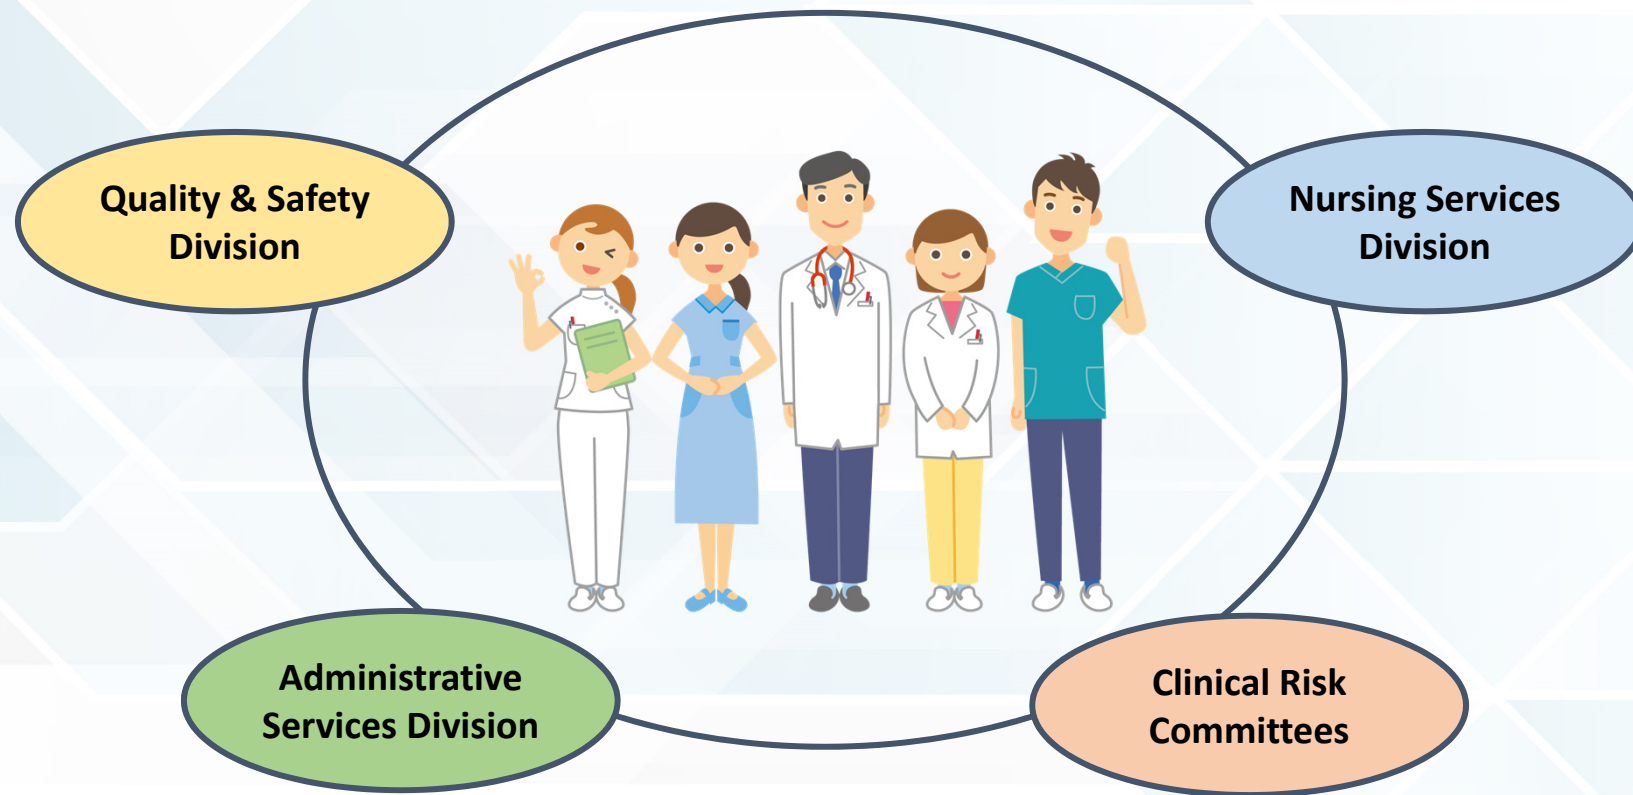 Quality & Safety
Division
Nursing Services
Division
Administrative
Services Division
Clinical Risk
Committees